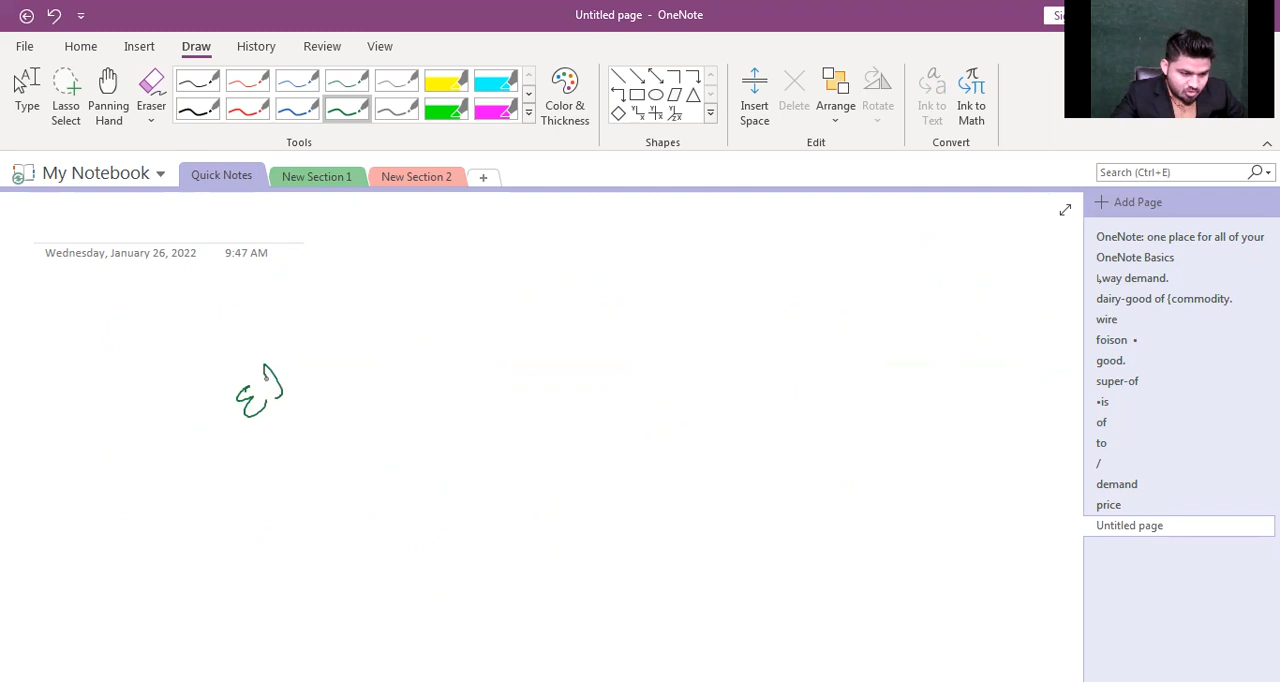 Untitled page - OneNote
File Home Insert Draw History Review View
Type
Lasso Select
Panning Hand
Eraser
Color & Thickness
Insert Space
Delete
Arrange
Rotate
Ink to Text
Ink to Math
Tools
Shapes
Edit
Convert
My Notebook
Quick Notes
New Section 1
New Section 2
Search (Ctrl+E)
Add Page
Wednesday, January 26, 2022 9:47 AM
OneNote: one place for all of your
OneNote Basics
way demand.
dairy-good of {commodity.
wire
foison •
good.
super-of
•is
of
to
/
demand
price
Untitled page